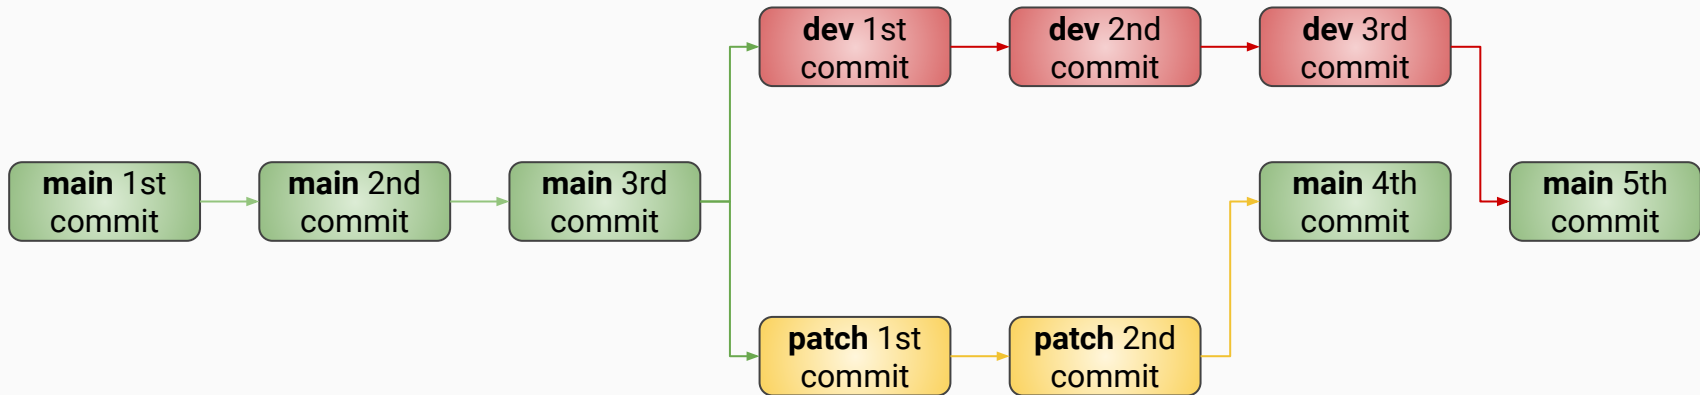 dev 1st
commit
dev 2nd
commit
dev 3rd
commit
main 1st
commit
main 2nd
commit
main 3rd
commit
main 4th
commit
main 5th
commit
patch 1st
commit
patch 2nd
commit